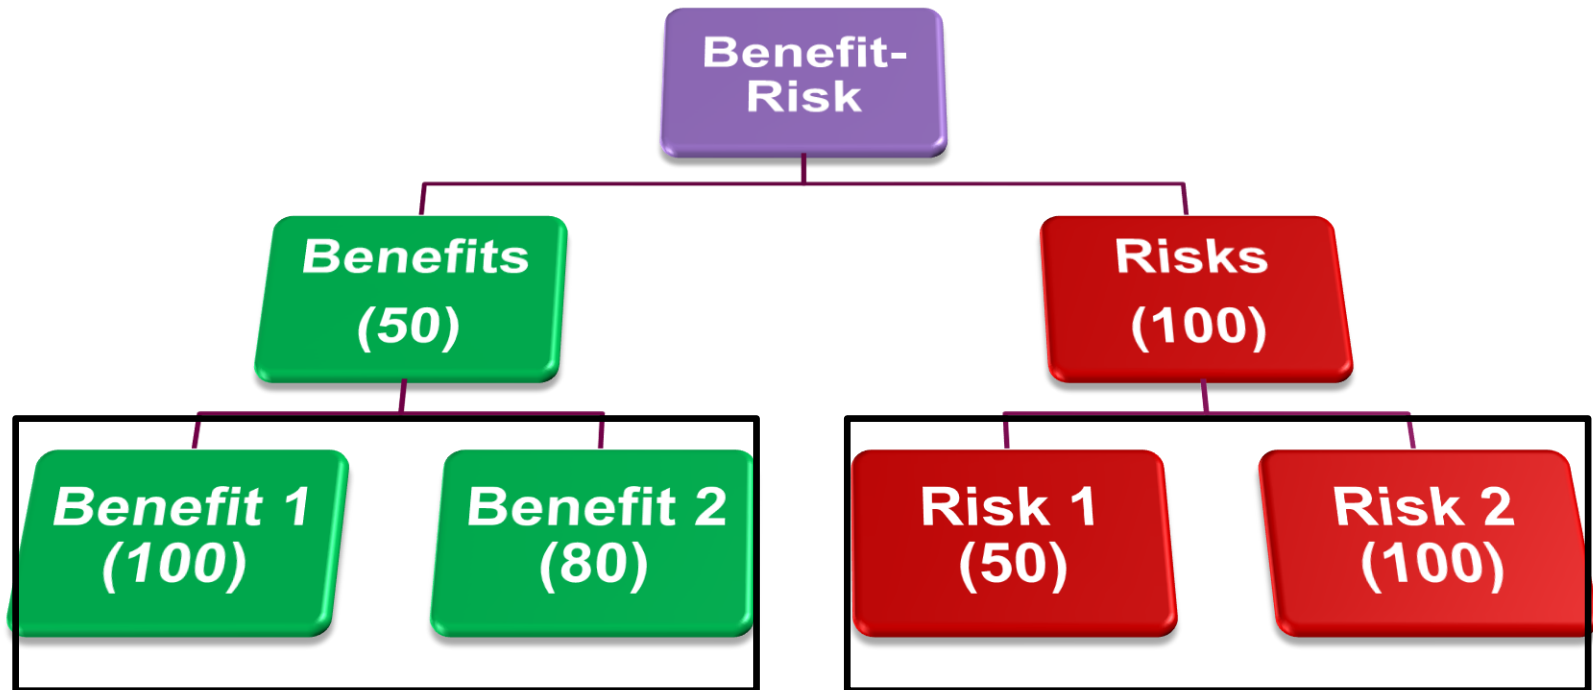 Benefit-
Risk
Benefits
(50)
Risks
(100)
Benefit 1
(100)
Benefit 2
(80)
Risk 1
(50)
Risk 2
(100)